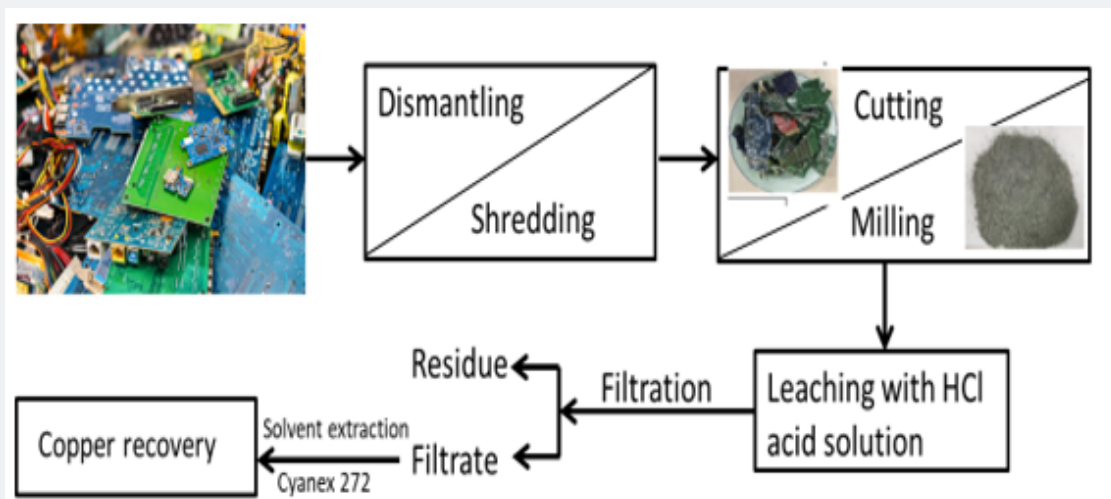 Dismantling
Shredding
Cutting
Milling
Leaching with HCl
acid solution
Filtration
Residue
Filtrate
Solvent extraction
Cyanex 272
Copper recovery